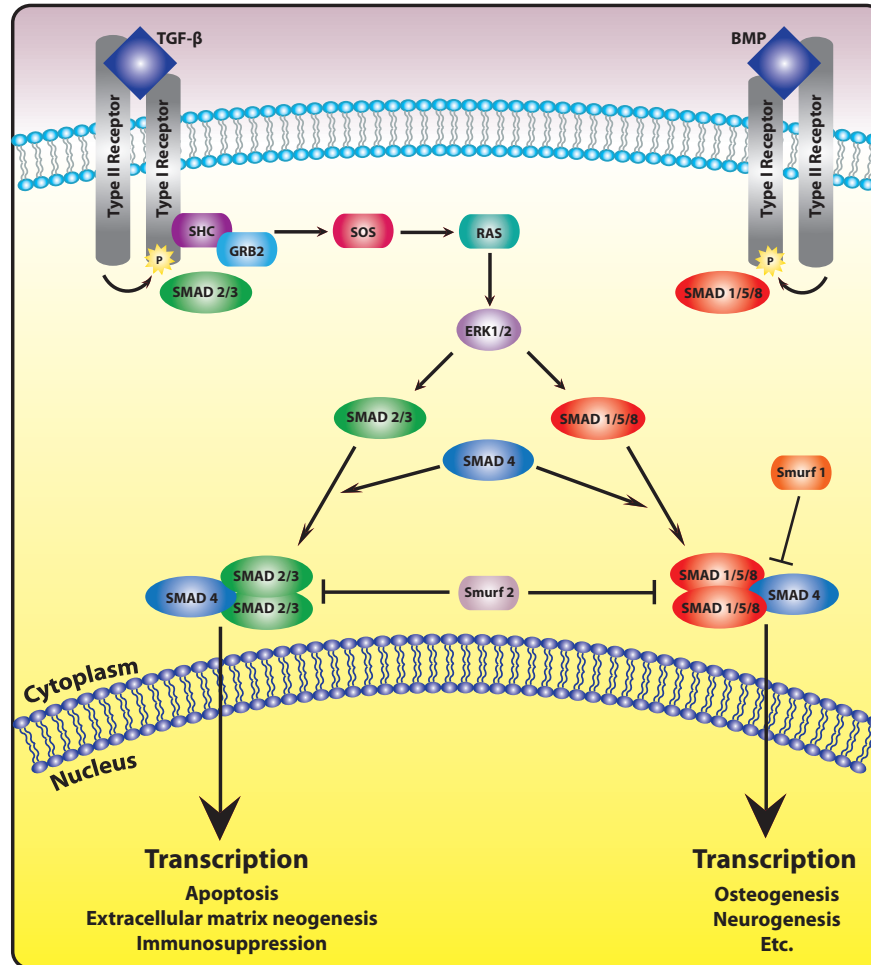 TGF-β
BMP
Type II Receptor
Type I Receptor
Type I Receptor
Type II Receptor
SHC
GRB2
SOS
RAS
P
P
SMAD 2/3
SMAD 1/5/8
ERK1/2
SMAD 2/3
SMAD 1/5/8
SMAD 4
Smurf 1
SMAD 2/3
SMAD 4
SMAD 2/3
Smurf 2
SMAD 1/5/8
SMAD 4
SMAD 1/5/8
Cytoplasm
Nucleus
Transcription
Apoptosis
Extracellular matrix neogenesis
Immunosuppression
Transcription
Osteogenesis
Neurogenesis
Etc.